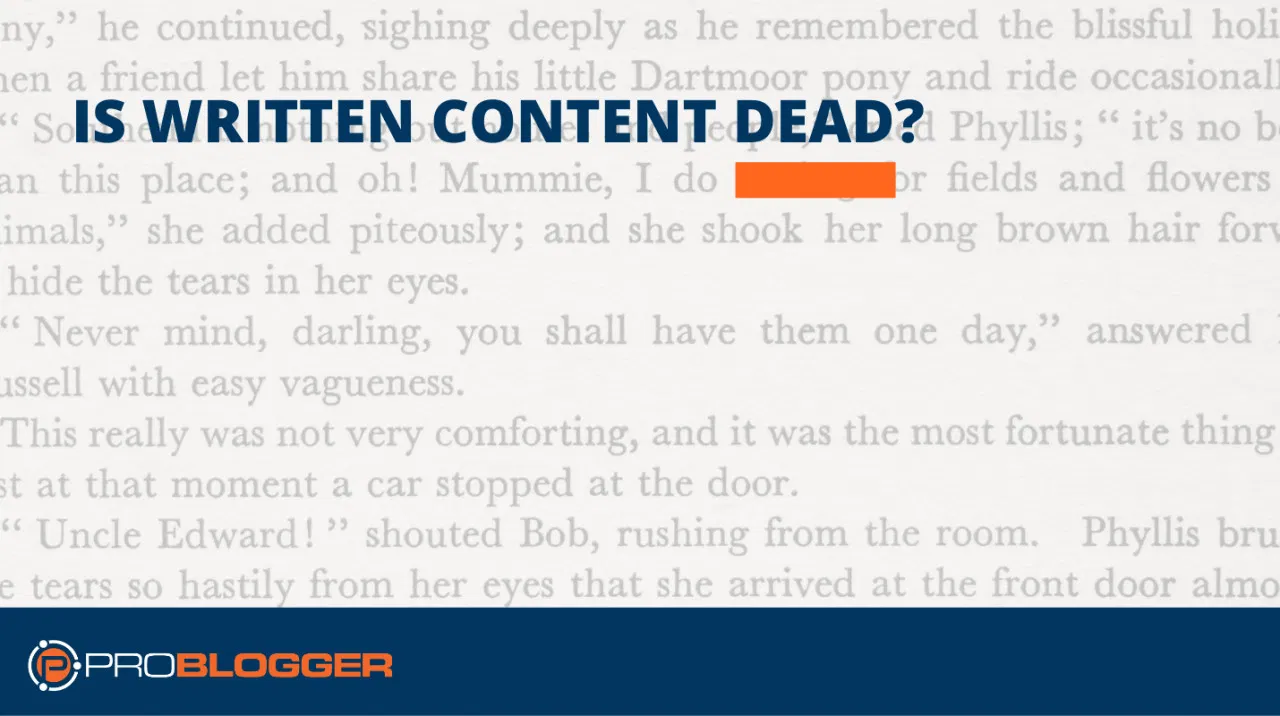 ny,” he continued, sighing deeply as he remembered the blissful holi
hen a friend let him share his little Dartmoor pony and ride occasionall
IS WRITTEN CONTENT DEAD?
Phyllis; “ it’s no b
an this place; and oh! Mummie, I do or fields and flowers
imals,” she added piteously; and she shook her long brown hair forw
hide the tears in her eyes.
“ Never mind, darling, you shall have them one day,” answered
ussell with easy vagueness.
This really was not very comforting, and it was the most fortunate thing
st at that moment a car stopped at the door.
“ Uncle Edward! ” shouted Bob, rushing from the room. Phyllis bru
e tears so hastily from her eyes that she arrived at the front door almo
PROBLOGGER